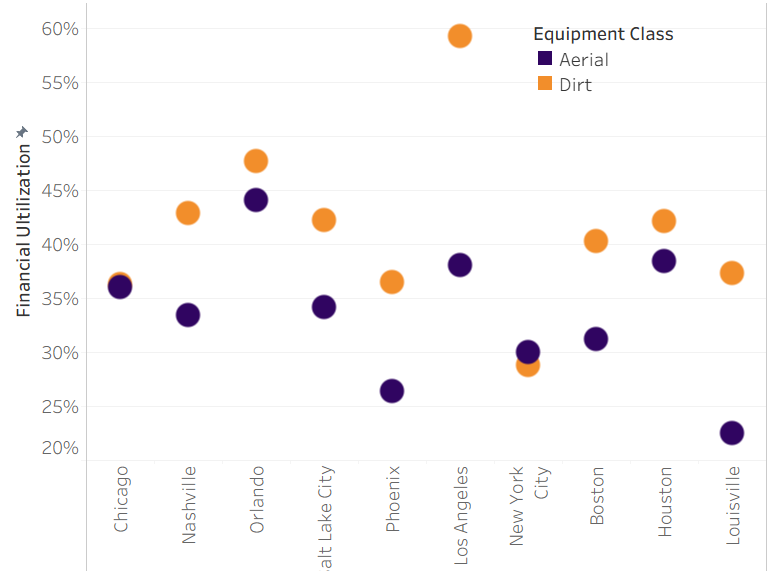 Equipment Class
Aerial
Dirt
Financial Ultilization
60%
55%
50%
45%
40%
35%
30%
25%
20%
Chicago
Nashville
Orlando
alt Lake City
Phoenix
Los Angeles
New York
City
Boston
Houston
Louisville